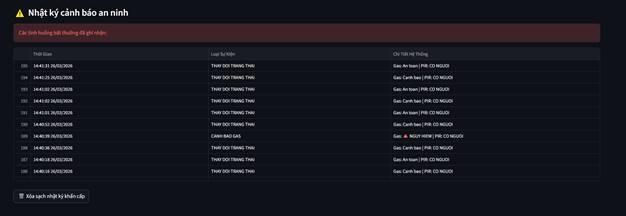 ⚠️ Nhật ký cảnh báo an ninh
Các tình huống bất thường đã ghi nhận:
Thời Gian Loại Sự Kiện Chi Tiết Hệ Thống
195 14:41:31 26/03/2026 THAY DOI TRANG THAI Gas: An toan | PIR: CO NGUOI
194 14:41:25 26/03/2026 THAY DOI TRANG THAI Gas: Canh bao | PIR: CO NGUOI
193 14:41:02 26/03/2026 THAY DOI TRANG THAI Gas: An toan | PIR: CO NGUOI
192 14:41:02 26/03/2026 THAY DOI TRANG THAI Gas: Canh bao | PIR: CO NGUOI
191 14:41:01 26/03/2026 THAY DOI TRANG THAI Gas: An toan | PIR: CO NGUOI
190 14:40:52 26/03/2026 THAY DOI TRANG THAI Gas: Canh bao | PIR: CO NGUOI
189 14:40:39 26/03/2026 CANH BAO GAS Gas: 🚨 NGUY HIEM | PIR: CO NGUOI
188 14:40:36 26/03/2026 THAY DOI TRANG THAI Gas: Canh bao | PIR: CO NGUOI
187 14:40:18 26/03/2026 THAY DOI TRANG THAI Gas: An toan | PIR: CO NGUOI
186 14:40:18 26/03/2026 THAY DOI TRANG THAI Gas: Canh bao | PIR: CO NGUOI
🗑️ Xóa sạch nhật ký khẩn cấp